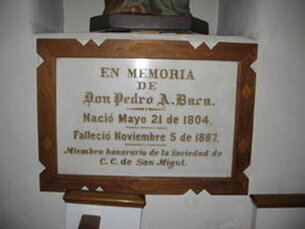 EN MEMORIA
DE
Don Pedro A. Baca.
Nació Mayo 21 de 1804.
Falleció Noviembre 5 de 1887.
Miembro honorario de la Sociedad de
C. C. de San Migul.